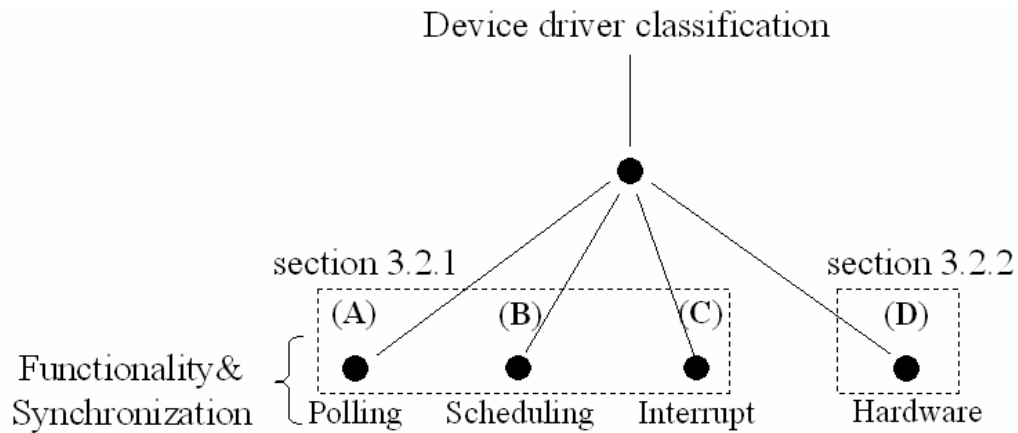 Device driver classification
section 3.2.1
section 3.2.2
(A)
(B)
(C)
(D)
Functionality&
Synchronization
Polling
Scheduling
Interrupt
Hardware